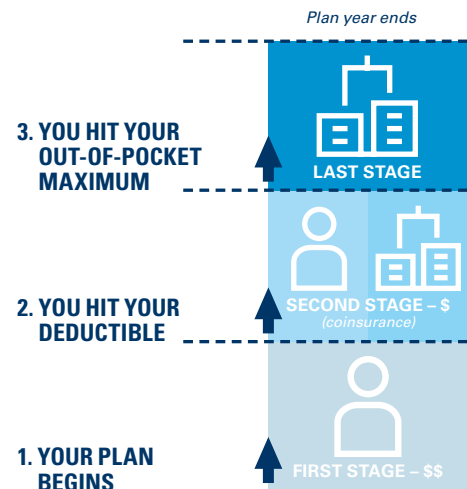 Plan year ends
3. YOU HIT YOUR
OUT-OF-POCKET
MAXIMUM
LAST STAGE
2. YOU HIT YOUR
DEDUCTIBLE
SECOND STAGE – $
(coinsurance)
1. YOUR PLAN
BEGINS
FIRST STAGE – $$